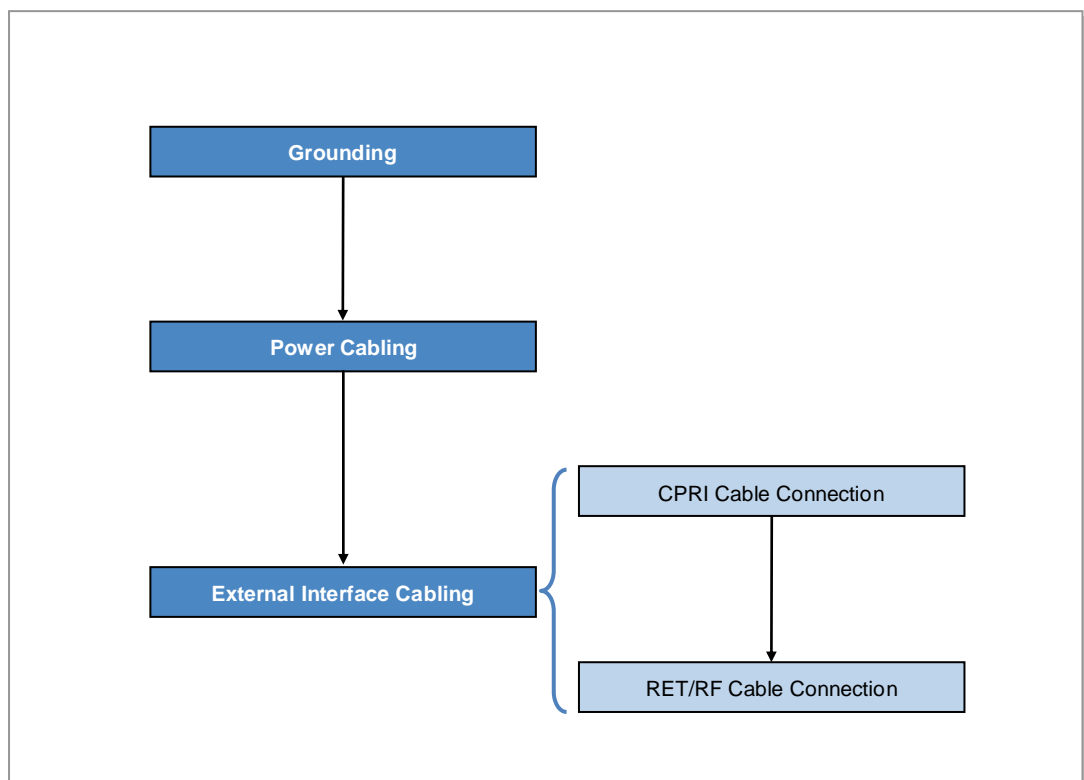 Grounding
Power Cabling
External Interface Cabling
CPRI Cable Connection
RET/RF Cable Connection